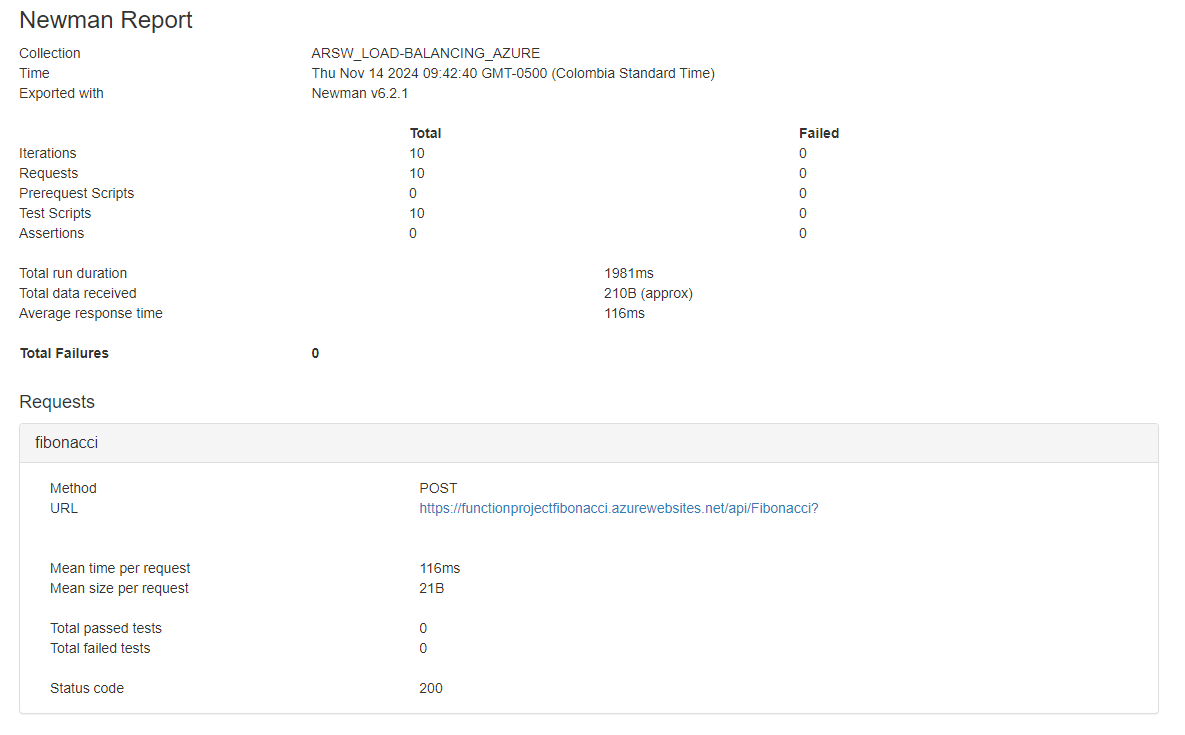 Newman Report
Collection ARSW_LOAD-BALANCING_AZURE
Time Thu Nov 14 2024 09:42:40 GMT-0500 (Colombia Standard Time)
Exported with Newman v6.2.1
Total Failed
Iterations 10 0
Requests 10 0
Prerequest Scripts 0 0
Test Scripts 10 0
Assertions 0 0
Total run duration 1981ms
Total data received 210B (approx)
Average response time 116ms
Total Failures 0
Requests
fibonacci
Method POST
URL https://functionprojectfibonacci.azurewebsites.net/api/Fibonacci?
Mean time per request 116ms
Mean size per request 21B
Total passed tests 0
Total failed tests 0
Status code 200